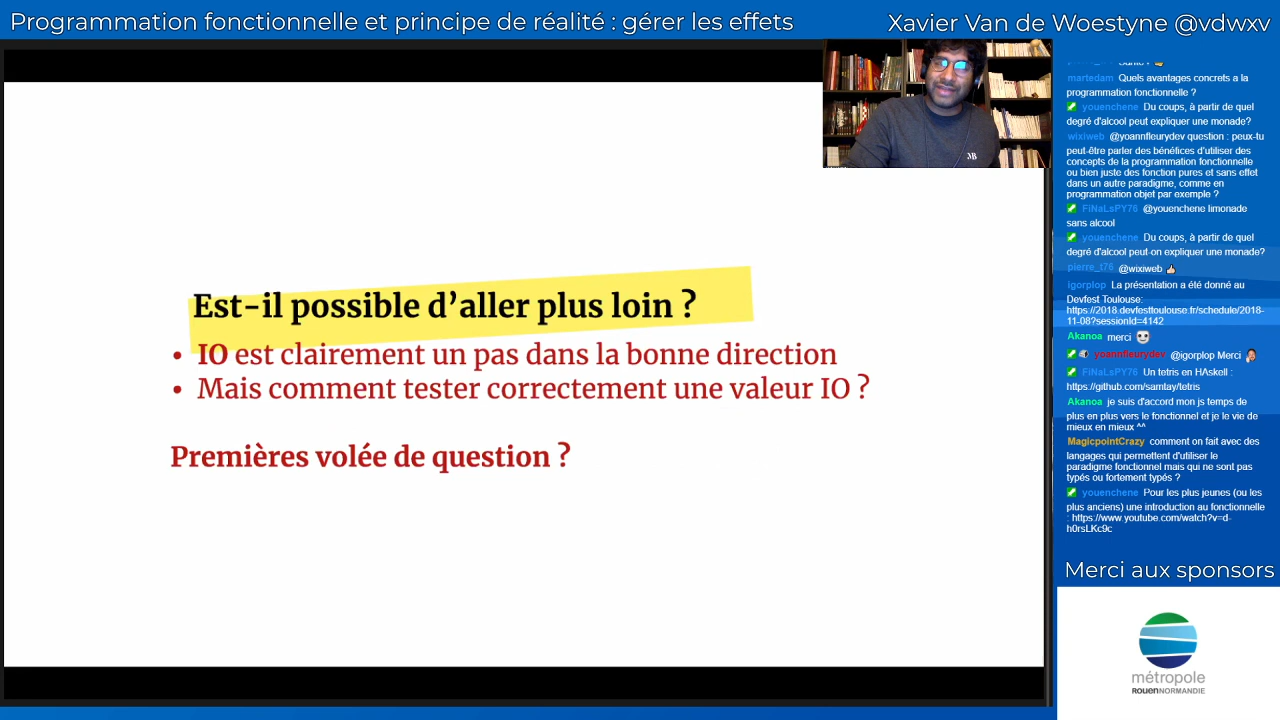 Programmation fonctionnelle et principe de réalité : gérer les effets
Xavier Van de Woestyne @vdwxv
Est-il possible d’aller plus loin ?
• IO est clairement un pas dans la bonne direction
• Mais comment tester correctement une valeur IO ?
Premières volée de question ?
martedam Quels avantages concrets a la
programmation fonctionnelle ?
youenchene Du coups, à partir de quel
degré d'alcool peut expliquer une monade?
wixiweb @yoannfleurydev question : peux-tu
peut-être parler des bénéfices d'utiliser des
concepts de la programmation fonctionnelle
ou bien juste des fonction pures et sans effet
dans un autre paradigme, comme en
programmation objet par exemple ?
FiNaLsPY76 @youenchene limonade
sans alcool
youenchene Du coup, à partir de quel
degré d'alcool peut-on expliquer une monade?
pierre_t76 @wixiweb
igorplop La présentation a été donné au
Devfest Toulouse:
https://2018.devfesttoulouse.fr/schedule/2018-
11-08?sessionId=4142
Akanoa merci
yoannfleurydev @igorplop Merci
FiNaLsPY76 Un tetris en HAskell :
https://github.com/samtay/tetris
Akanoa je suis d'accord mon js temps de
plus en plus vers le fonctionnel et je le vie de
mieux en mieux ^^
MagicpointCrazy comment on fait avec des
langages qui permettent d'utiliser le
paradigme fonctionnel mais qui ne sont pas
typés ou fortement typés ?
youenchene Pour les plus jeunes (ou les
plus anciens) une introduction au fonctionnelle
: https://www.youtube.com/watch?v=d-
h0rsLKc9c
Merci aux sponsors
métropole
ROUENNORMANDIE